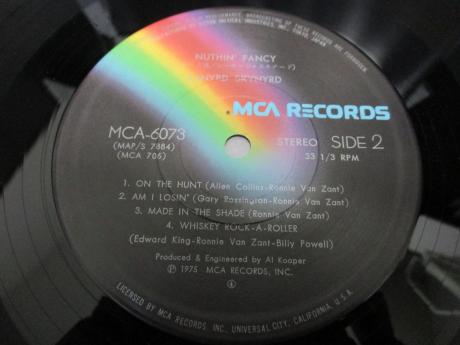 TOKYO JAPAN
NUTHIN' FANCY
SKYNYRD
MCA RECORDS
MCA-6073
(MAP/S 7884)
(MCA 705)
STEREO SIDE 2
33 1/3 RPM
1. ON THE HUNT (Allen Collins-Ronnie Van Zant)
2. AM I LOSIN' (Gary Rossington-Ronnie Van Zant)
3. MADE IN THE SHADE (Ronnie Van Zant)
4. WHISKEY ROCK-A-ROLLER
(Edward King-Ronnie Van Zant-Billy Powell)
Produced & Engineered by Al Kooper
Ⓟ 1975 MCA RECORDS, INC.
LICENSED BY MCA RECORDS, INC. UNIVERSAL CITY, CALIFORNIA, U.S.A.